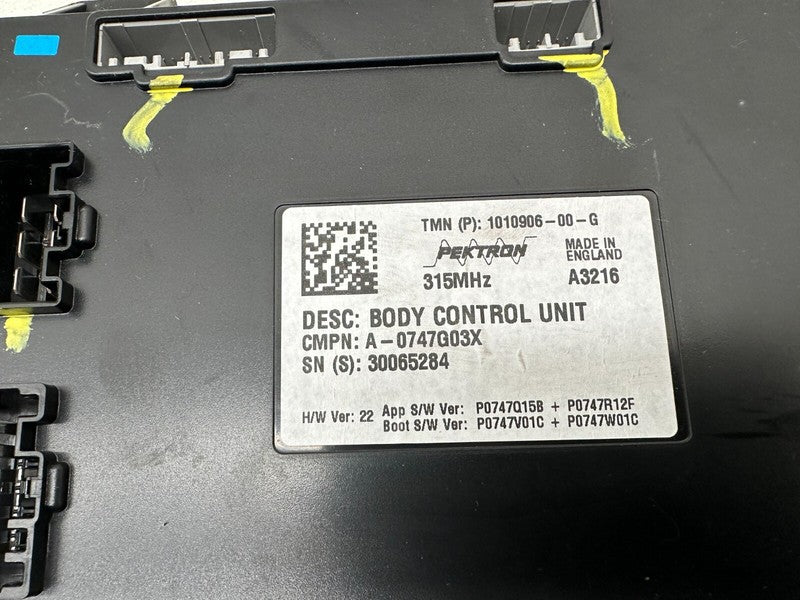 TMN (P): 1010906-00-G
PEKTRON
MADE IN
ENGLAND
315MHz
A3216
DESC: BODY CONTROL UNIT
CMPN: A-0747G03X
SN (S): 30065284
H/W Ver: 22 App S/W Ver: P0747Q15B + P0747R12F
Boot S/W Ver: P0747V01C + P0747W01C